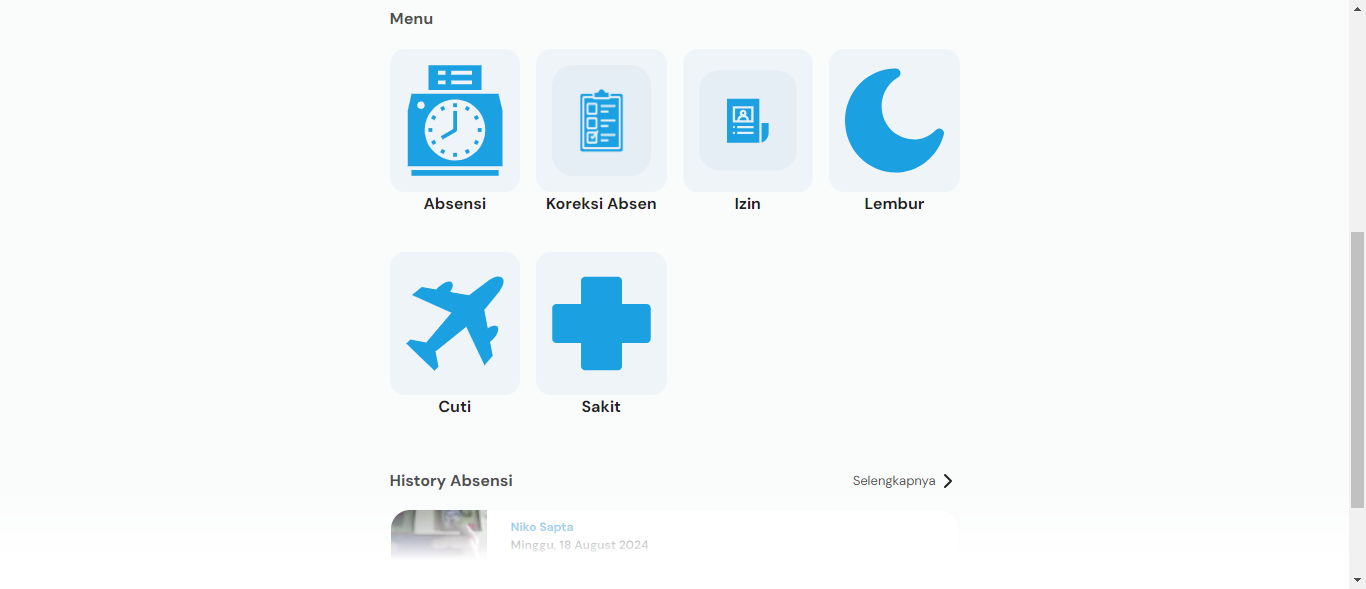 Menu
Absensi
Koreksi Absen
Izin
Lembur
Cuti
Sakit
History Absensi
Selengkapnya
Niko Sapta
Minggu, 18 August 2024